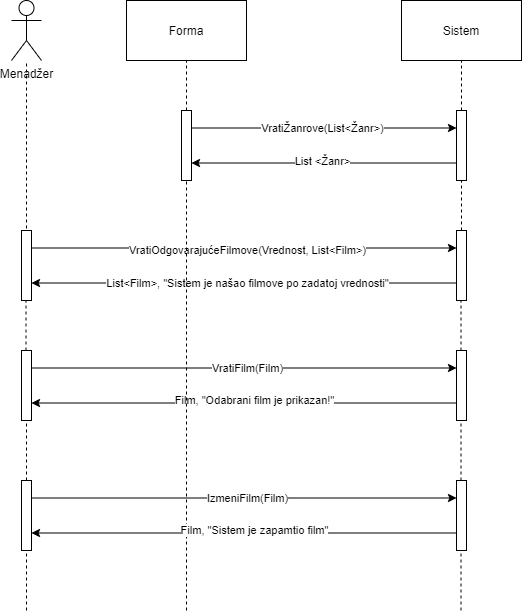 Forma
Sistem
Menadžer
VratiŽanrove(List<Žanr>)
List <Žanr>
VratiOdgovarajućeFilmove(Vrednost, List<Film>)
List<Film>, "Sistem je našao filmove po zadatoj vrednosti"
VratiFilm(Film)
Film, "Odabrani film je prikazan!"
IzmeniFilm(Film)
Film, "Sistem je zapamtio film"